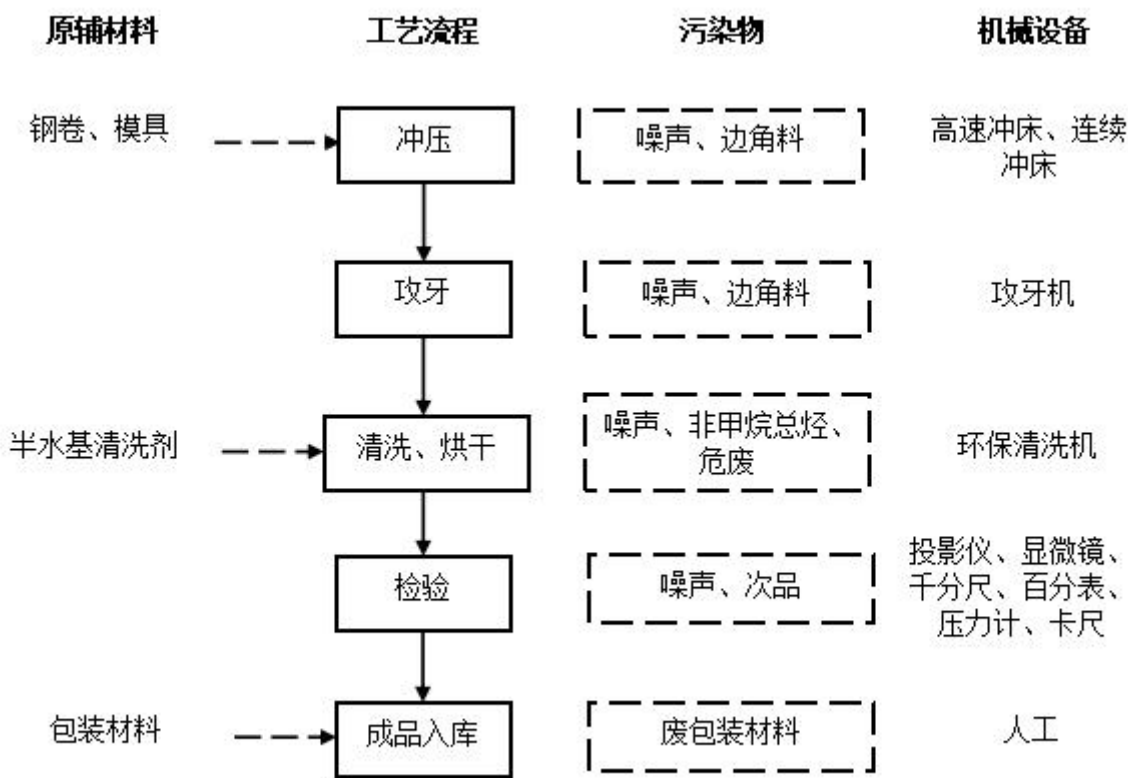 原辅材料 工艺流程 污染物 机械设备
钢卷、模具 冲压 噪声、边角料 高速冲床、连续
冲床
攻牙 噪声、边角料 攻牙机
半水基清洗剂 清洗、烘干 噪声、非甲烷总烃、
危废 环保清洗机
检验 噪声、次品 投影仪、显微镜、
千分尺、百分表、
压力计、卡尺
包装材料 成品入库 废包装材料 人工